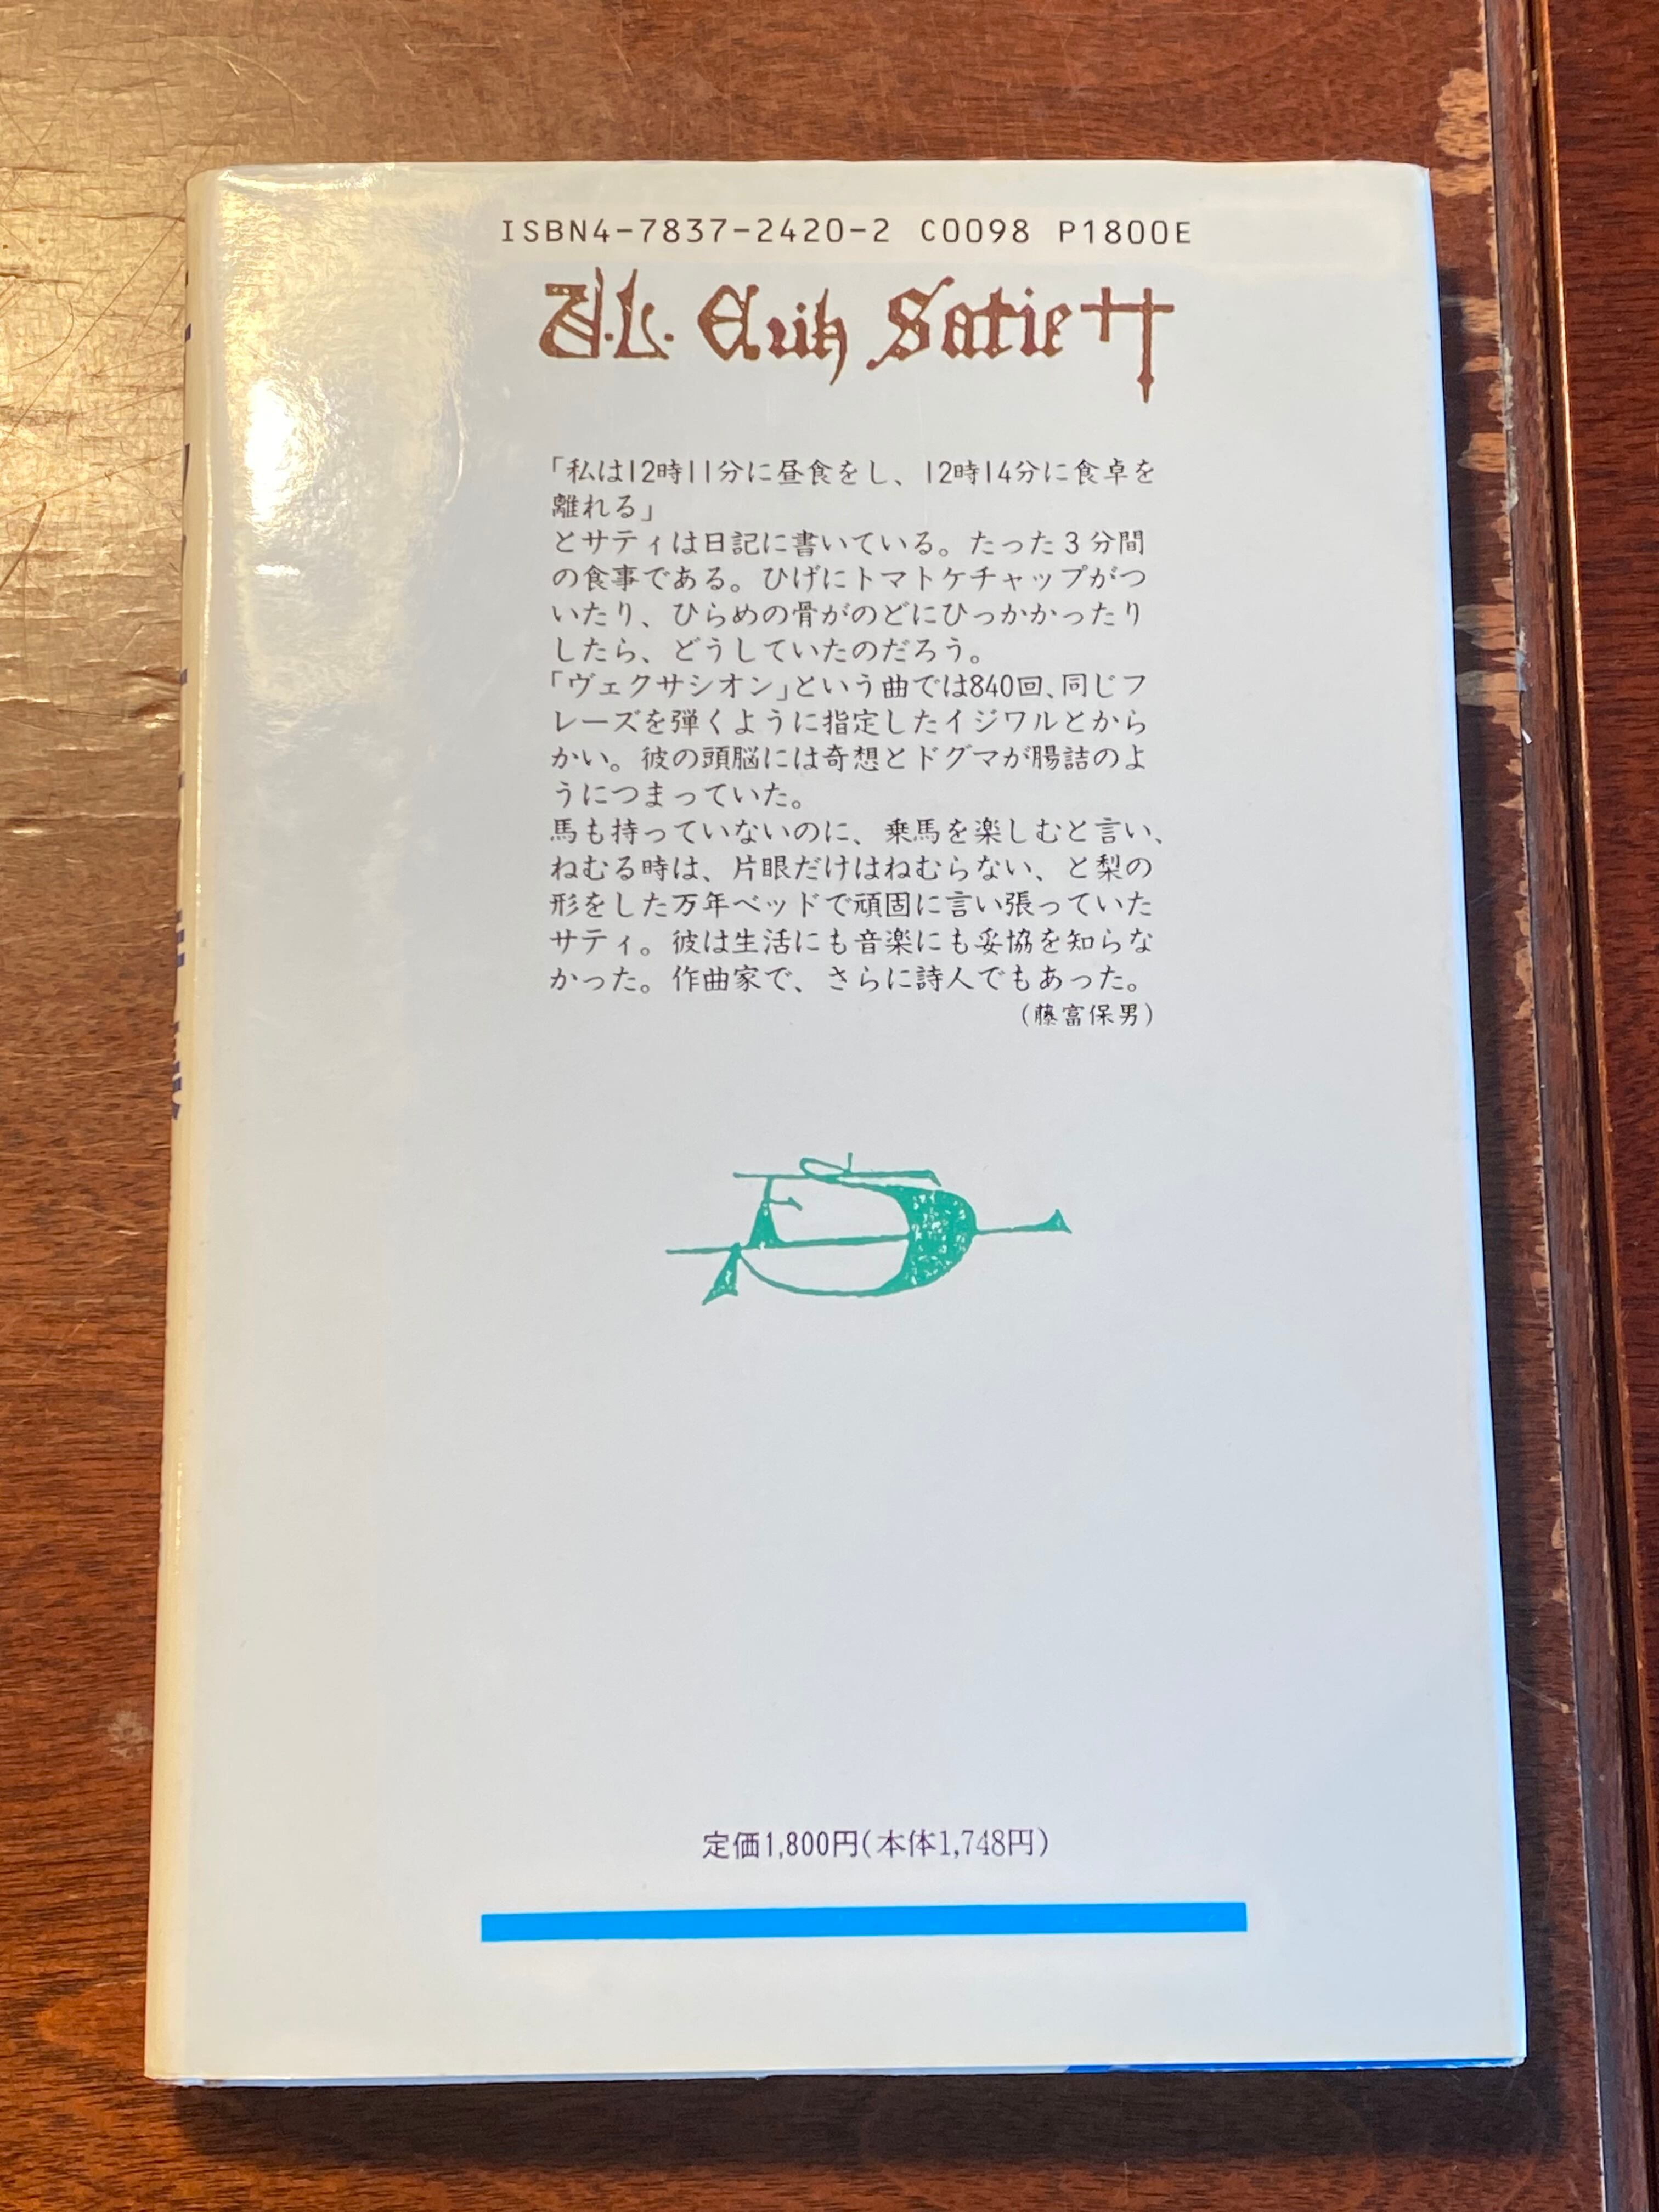 ISBN4-7837-2420-2 C0098 P1800E
Erik Satie
「私は12時11分に昼食をし、12時14分に食卓を
離れる」
とサティは日記に書いている。たった3分間
の食事である。ひげにトマトケチャップがつ
いたり、ひらめの骨がのどにひっかかったり
したら、どうしていたのだろう。
「ヴェクサシオン」という曲では840回、同じフ
レーズを弾くように指定したイジワルとから
かい。彼の頭脳には奇想とドグマが腸詰のよ
うにつまっていた。
馬も持っていないのに、乗馬を楽しむと言い、
ねむる時は、片眼だけはねむらない、と梨の
形をした万年ベッドで頑固に言い張っていた
サティ。彼は生活にも音楽にも妥協を知らな
かった。作曲家で、さらに詩人でもあった。
(藤富保男)
定価1,800円(本体1,748円)